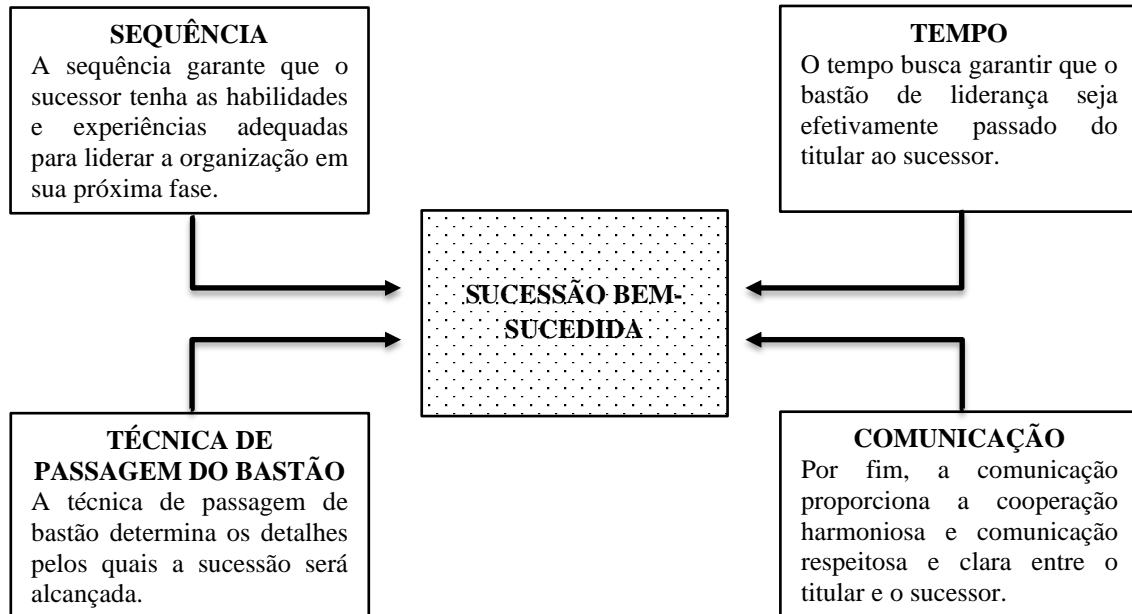 SEQUÊNCIA
A sequência garante que o
sucessor tenha as habilidades
e experiências adequadas
para liderar a organização em
sua próxima fase.
TEMPO
O tempo busca garantir que o
bastão de liderança seja
efetivamente passado do
titular ao sucessor.
SUCESSÃO BEM-
SUCEDIDA
TÉCNICA DE
PASSAGEM DO BASTÃO
A técnica de passagem de
bastão determina os detalhes
pelos quais a sucessão será
alcançada.
COMUNICAÇÃO
Por fim, a comunicação
proporciona a cooperação
harmoniosa e comunicação
respeitosa e clara entre o
titular e o sucessor.